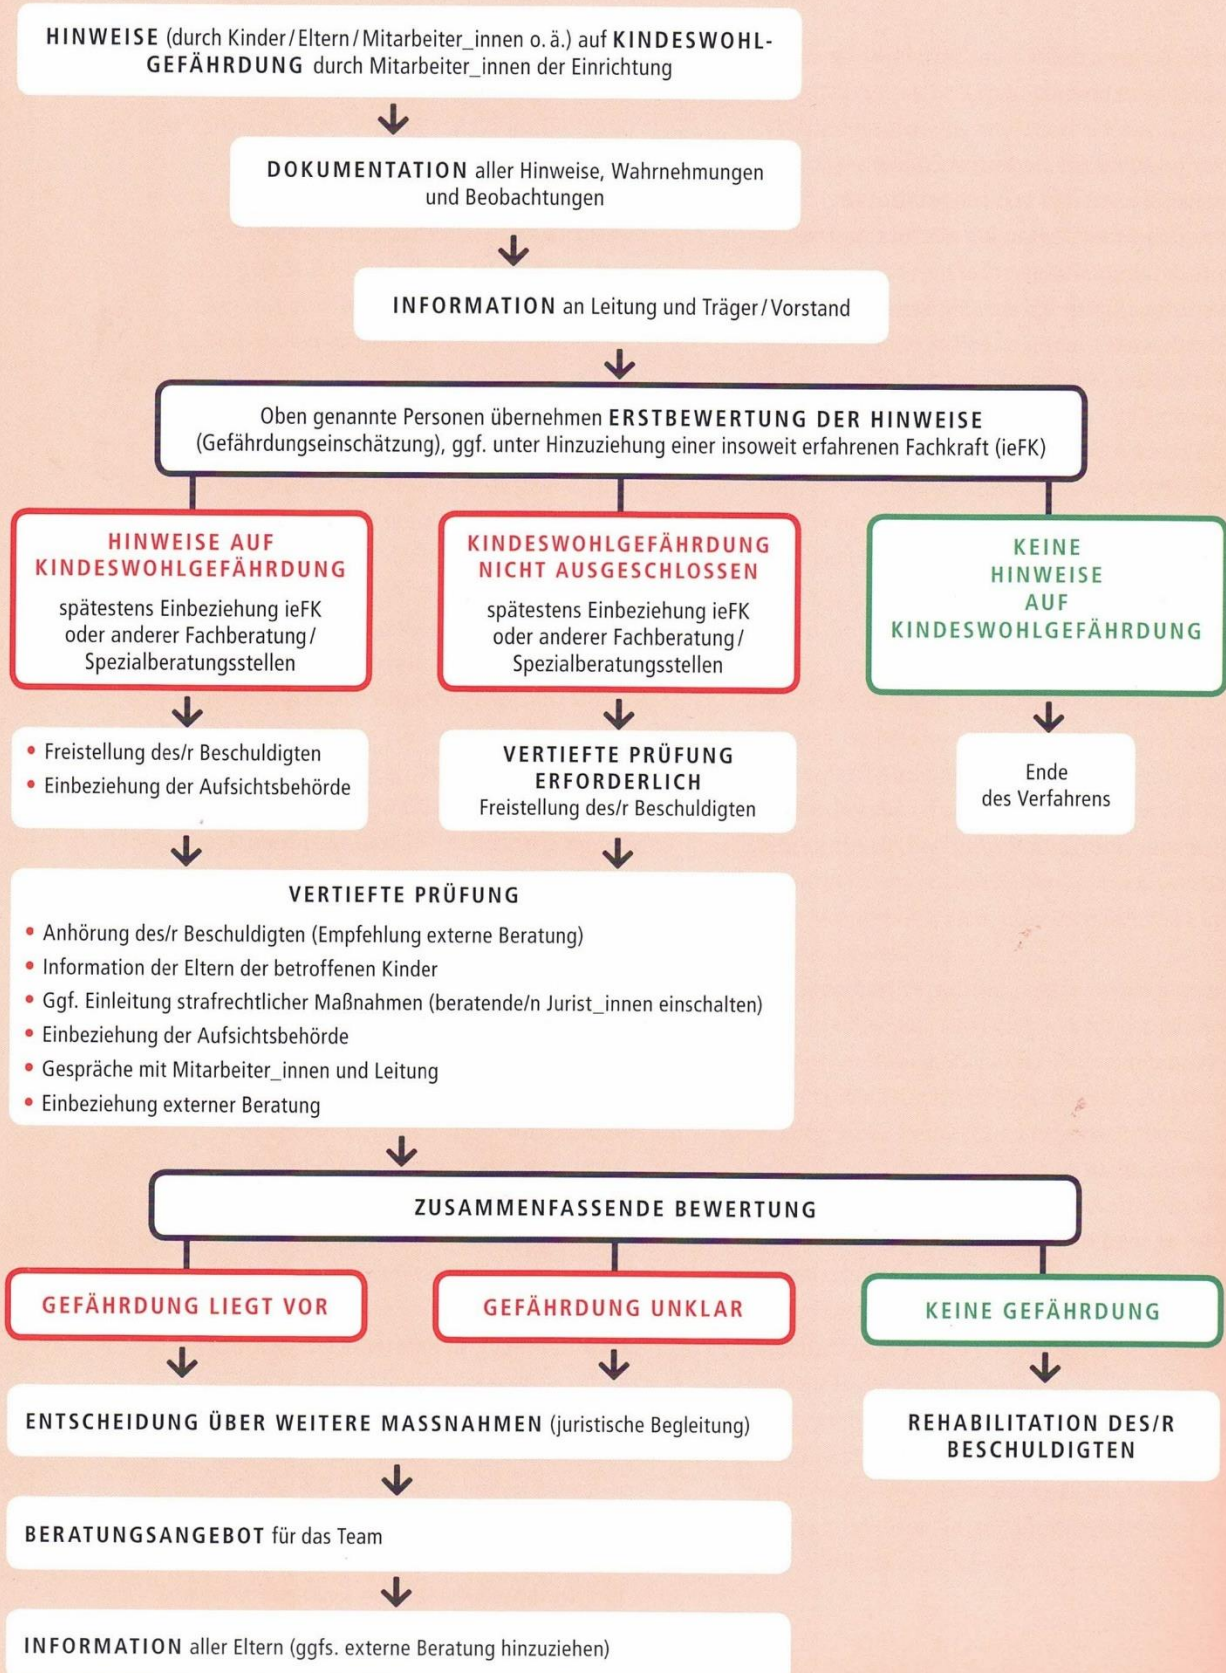 HINWEISE (durch Kinder/Eltern/Mitarbeiter_innen o. ä.) auf KINDESWOHL-
GEFÄHRDUNG durch Mitarbeiter_innen der Einrichtung
DOKUMENTATION aller Hinweise, Wahrnehmungen
und Beobachtungen
INFORMATION an Leitung und Träger/Vorstand
Oben genannte Personen übernehmen ERSTBEWERTUNG DER HINWEISE
(Gefährdungseinschätzung), ggf. unter Hinzuziehung einer insoweit erfahrenen Fachkraft (ieFK)
HINWEISE AUF
KINDESWOHLGEFÄHRDUNG
spätestens Einbeziehung ieFK
oder anderer Fachberatung/
Spezialberatungsstellen
KINDESWOHLGEFÄHRDUNG
NICHT AUSGESCHLOSSEN
spätestens Einbeziehung ieFK
oder anderer Fachberatung/
Spezialberatungsstellen
KEINE
HINWEISE
AUF
KINDESWOHLGEFÄHRDUNG
• Freistellung des/r Beschuldigten
• Einbeziehung der Aufsichtsbehörde
VERTIEFTE PRÜFUNG
ERFORDERLICH
Freistellung des/r Beschuldigten
Ende
des Verfahrens
VERTIEFTE PRÜFUNG
• Anhörung des/r Beschuldigten (Empfehlung externe Beratung)
• Information der Eltern der betroffenen Kinder
• Ggf. Einleitung strafrechtlicher Maßnahmen (beratende/n Jurist_innen einschalten)
• Einbeziehung der Aufsichtsbehörde
• Gespräche mit Mitarbeiter_innen und Leitung
• Einbeziehung externer Beratung
ZUSAMMENFASSENDE BEWERTUNG
GEFÄHRDUNG LIEGT VOR
GEFÄHRDUNG UNKLAR
KEINE GEFÄHRDUNG
ENTSCHEIDUNG ÜBER WEITERE MASSNAHMEN (juristische Begleitung)
REHABILITATION DES/R
BESCHULDIGTEN
BERATUNGSANGEBOT für das Team
INFORMATION aller Eltern (ggfs. externe Beratung hinzuziehen)